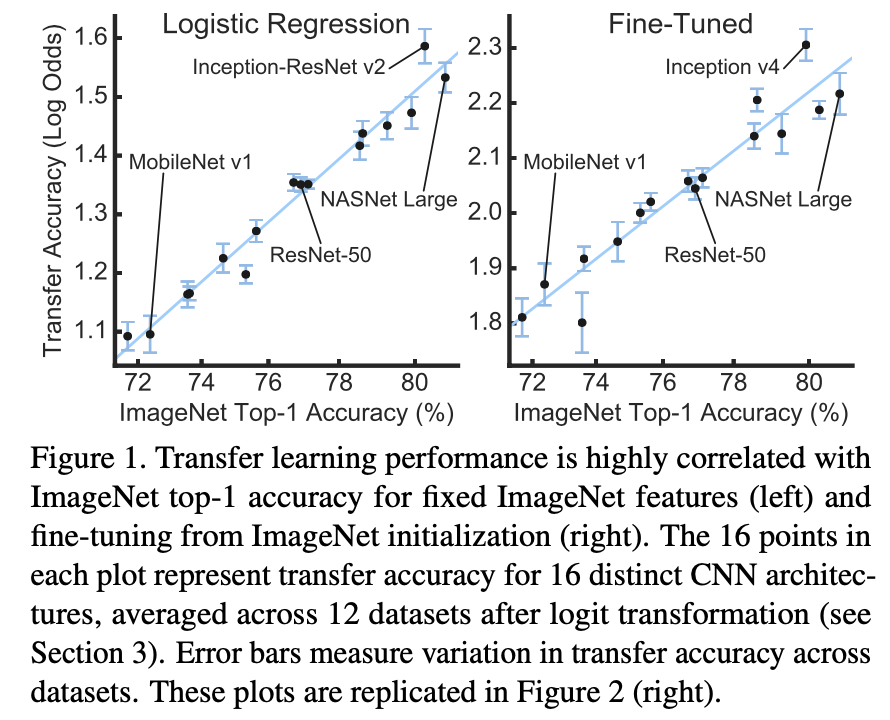 Logistic Regression
Transfer Accuracy (Log Odds)
1.6
1.5
1.4
1.3
1.2
1.1
Inception-ResNet v2
MobileNet v1
NASNet Large
ResNet-50
72 74 76 78 80
ImageNet Top-1 Accuracy (%)
Fine-Tuned
2.3
2.2
2.1
2.0
1.9
1.8
Inception v4
MobileNet v1
NASNet Large
ResNet-50
72 74 76 78 80
ImageNet Top-1 Accuracy (%)
Figure 1. Transfer learning performance is highly correlated with
ImageNet top-1 accuracy for fixed ImageNet features (left) and
fine-tuning from ImageNet initialization (right). The 16 points in
each plot represent transfer accuracy for 16 distinct CNN architec-
tures, averaged across 12 datasets after logit transformation (see
Section 3). Error bars measure variation in transfer accuracy across
datasets. These plots are replicated in Figure 2 (right).